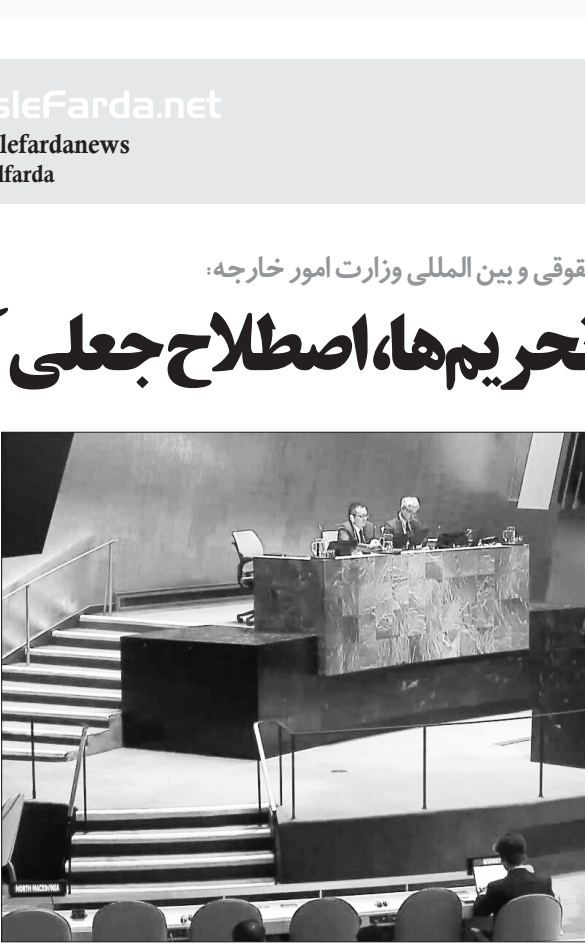 sleFarda.net
lefardanews
lfarda
قوقی و بین المللی وزارت امور خارجه:
تحریم‌ها، اصطلاح جعلی
NORTH MACEDONIA